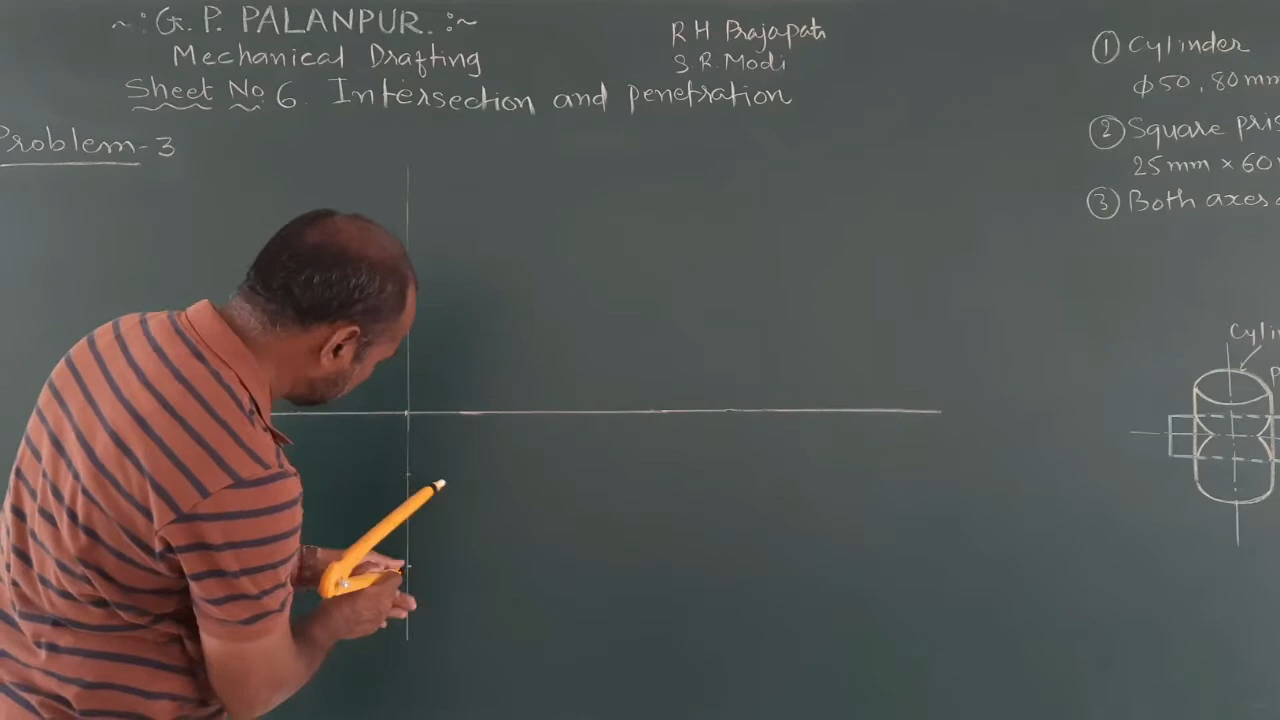 ~:G. P. PALANPUR.:~
Mechanical Drafting
Sheet No 6. Intersection and penetration
R H Prajapati
S. R. Modi
Problem-3
① Cylinder
ϕ50, 80mm
② Square pris
25mm × 60
③ Both axes
Cyli
P